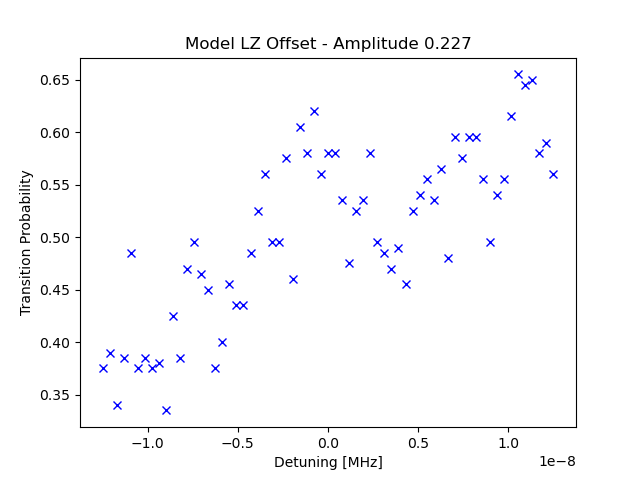 Model LZ Offset - Amplitude 0.227
Transition Probability
0.65
0.60
0.55
0.50
0.45
0.40
0.35
−1.0 −0.5 0.0 0.5 1.0
1e−8
Detuning [MHz]